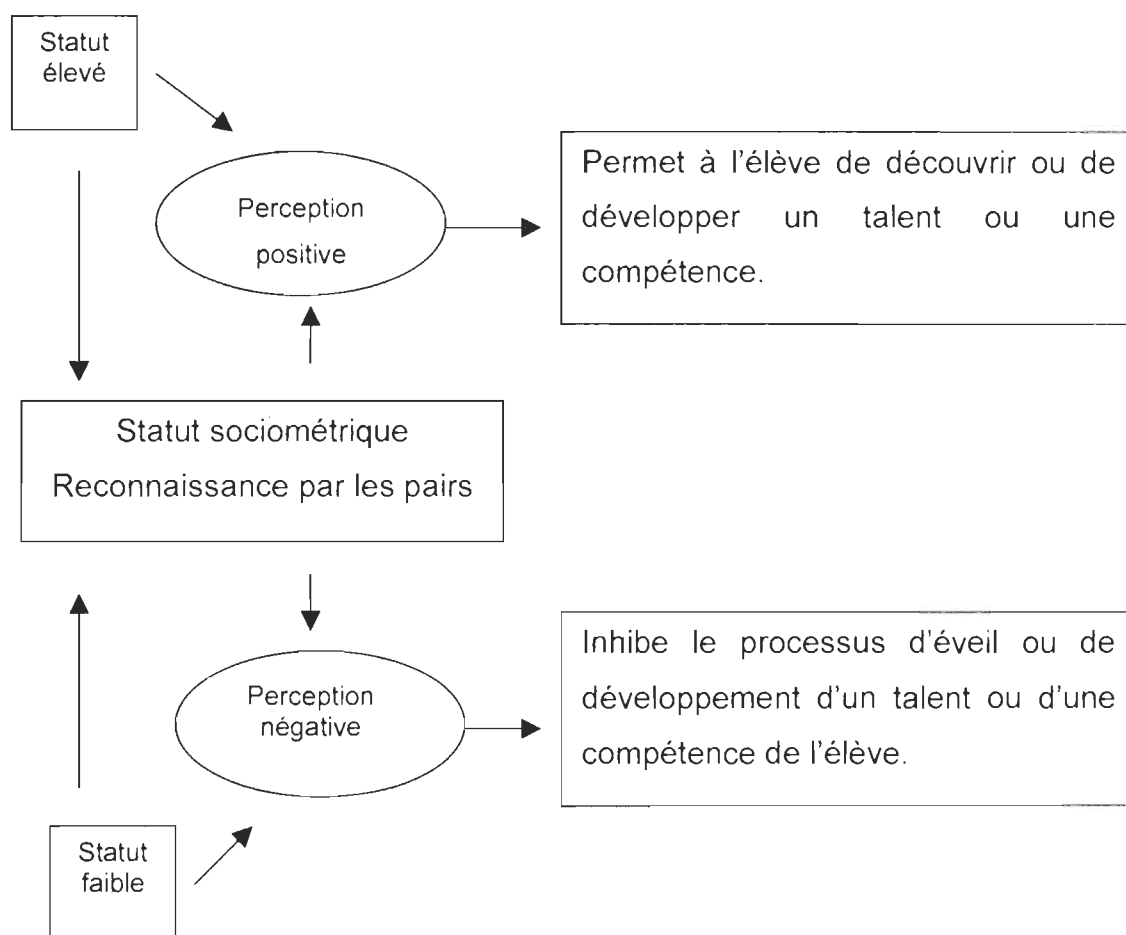 Statut
élevé
Perception
positive
Permet à l'élève de découvrir ou de
développer un talent ou une
compétence.
Statut sociométrique
Reconnaissance par les pairs
Perception
négative
Inhibe le processus d'éveil ou de
développement d'un talent ou d'une
compétence de l'élève.
Statut
faible